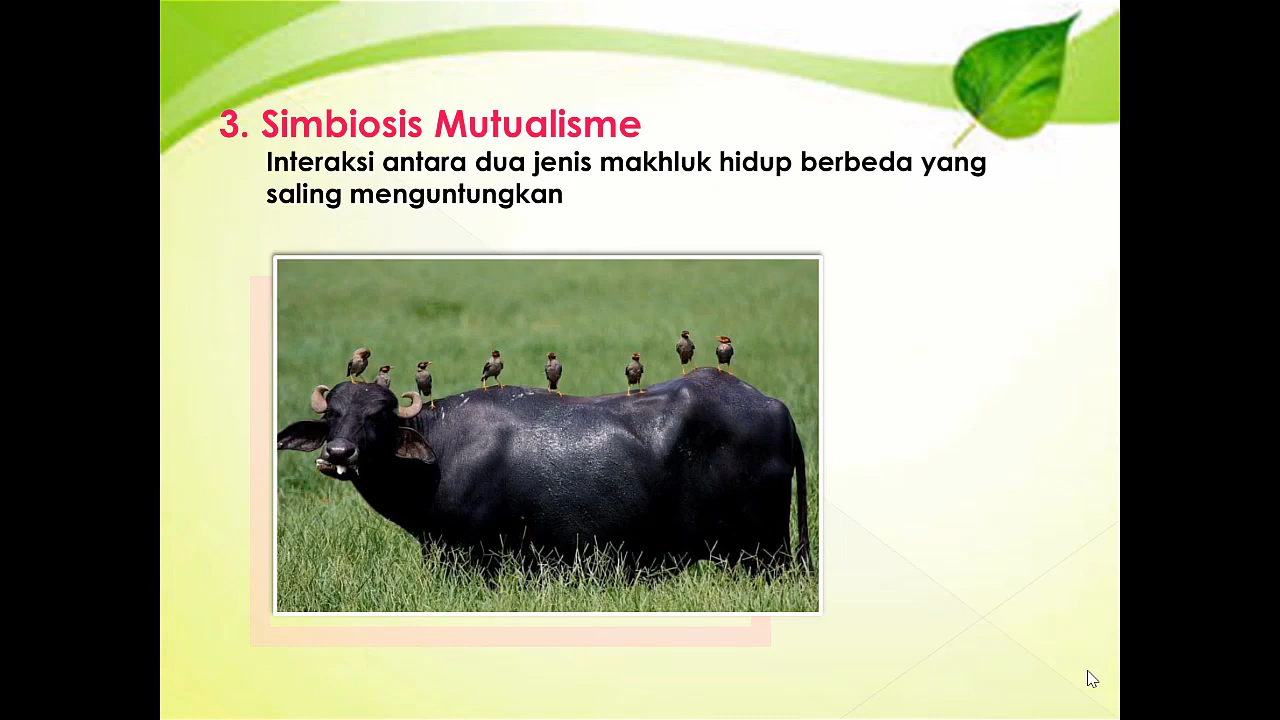 3. Simbiosis Mutualisme
Interaksi antara dua jenis makhluk hidup berbeda yang
saling menguntungkan